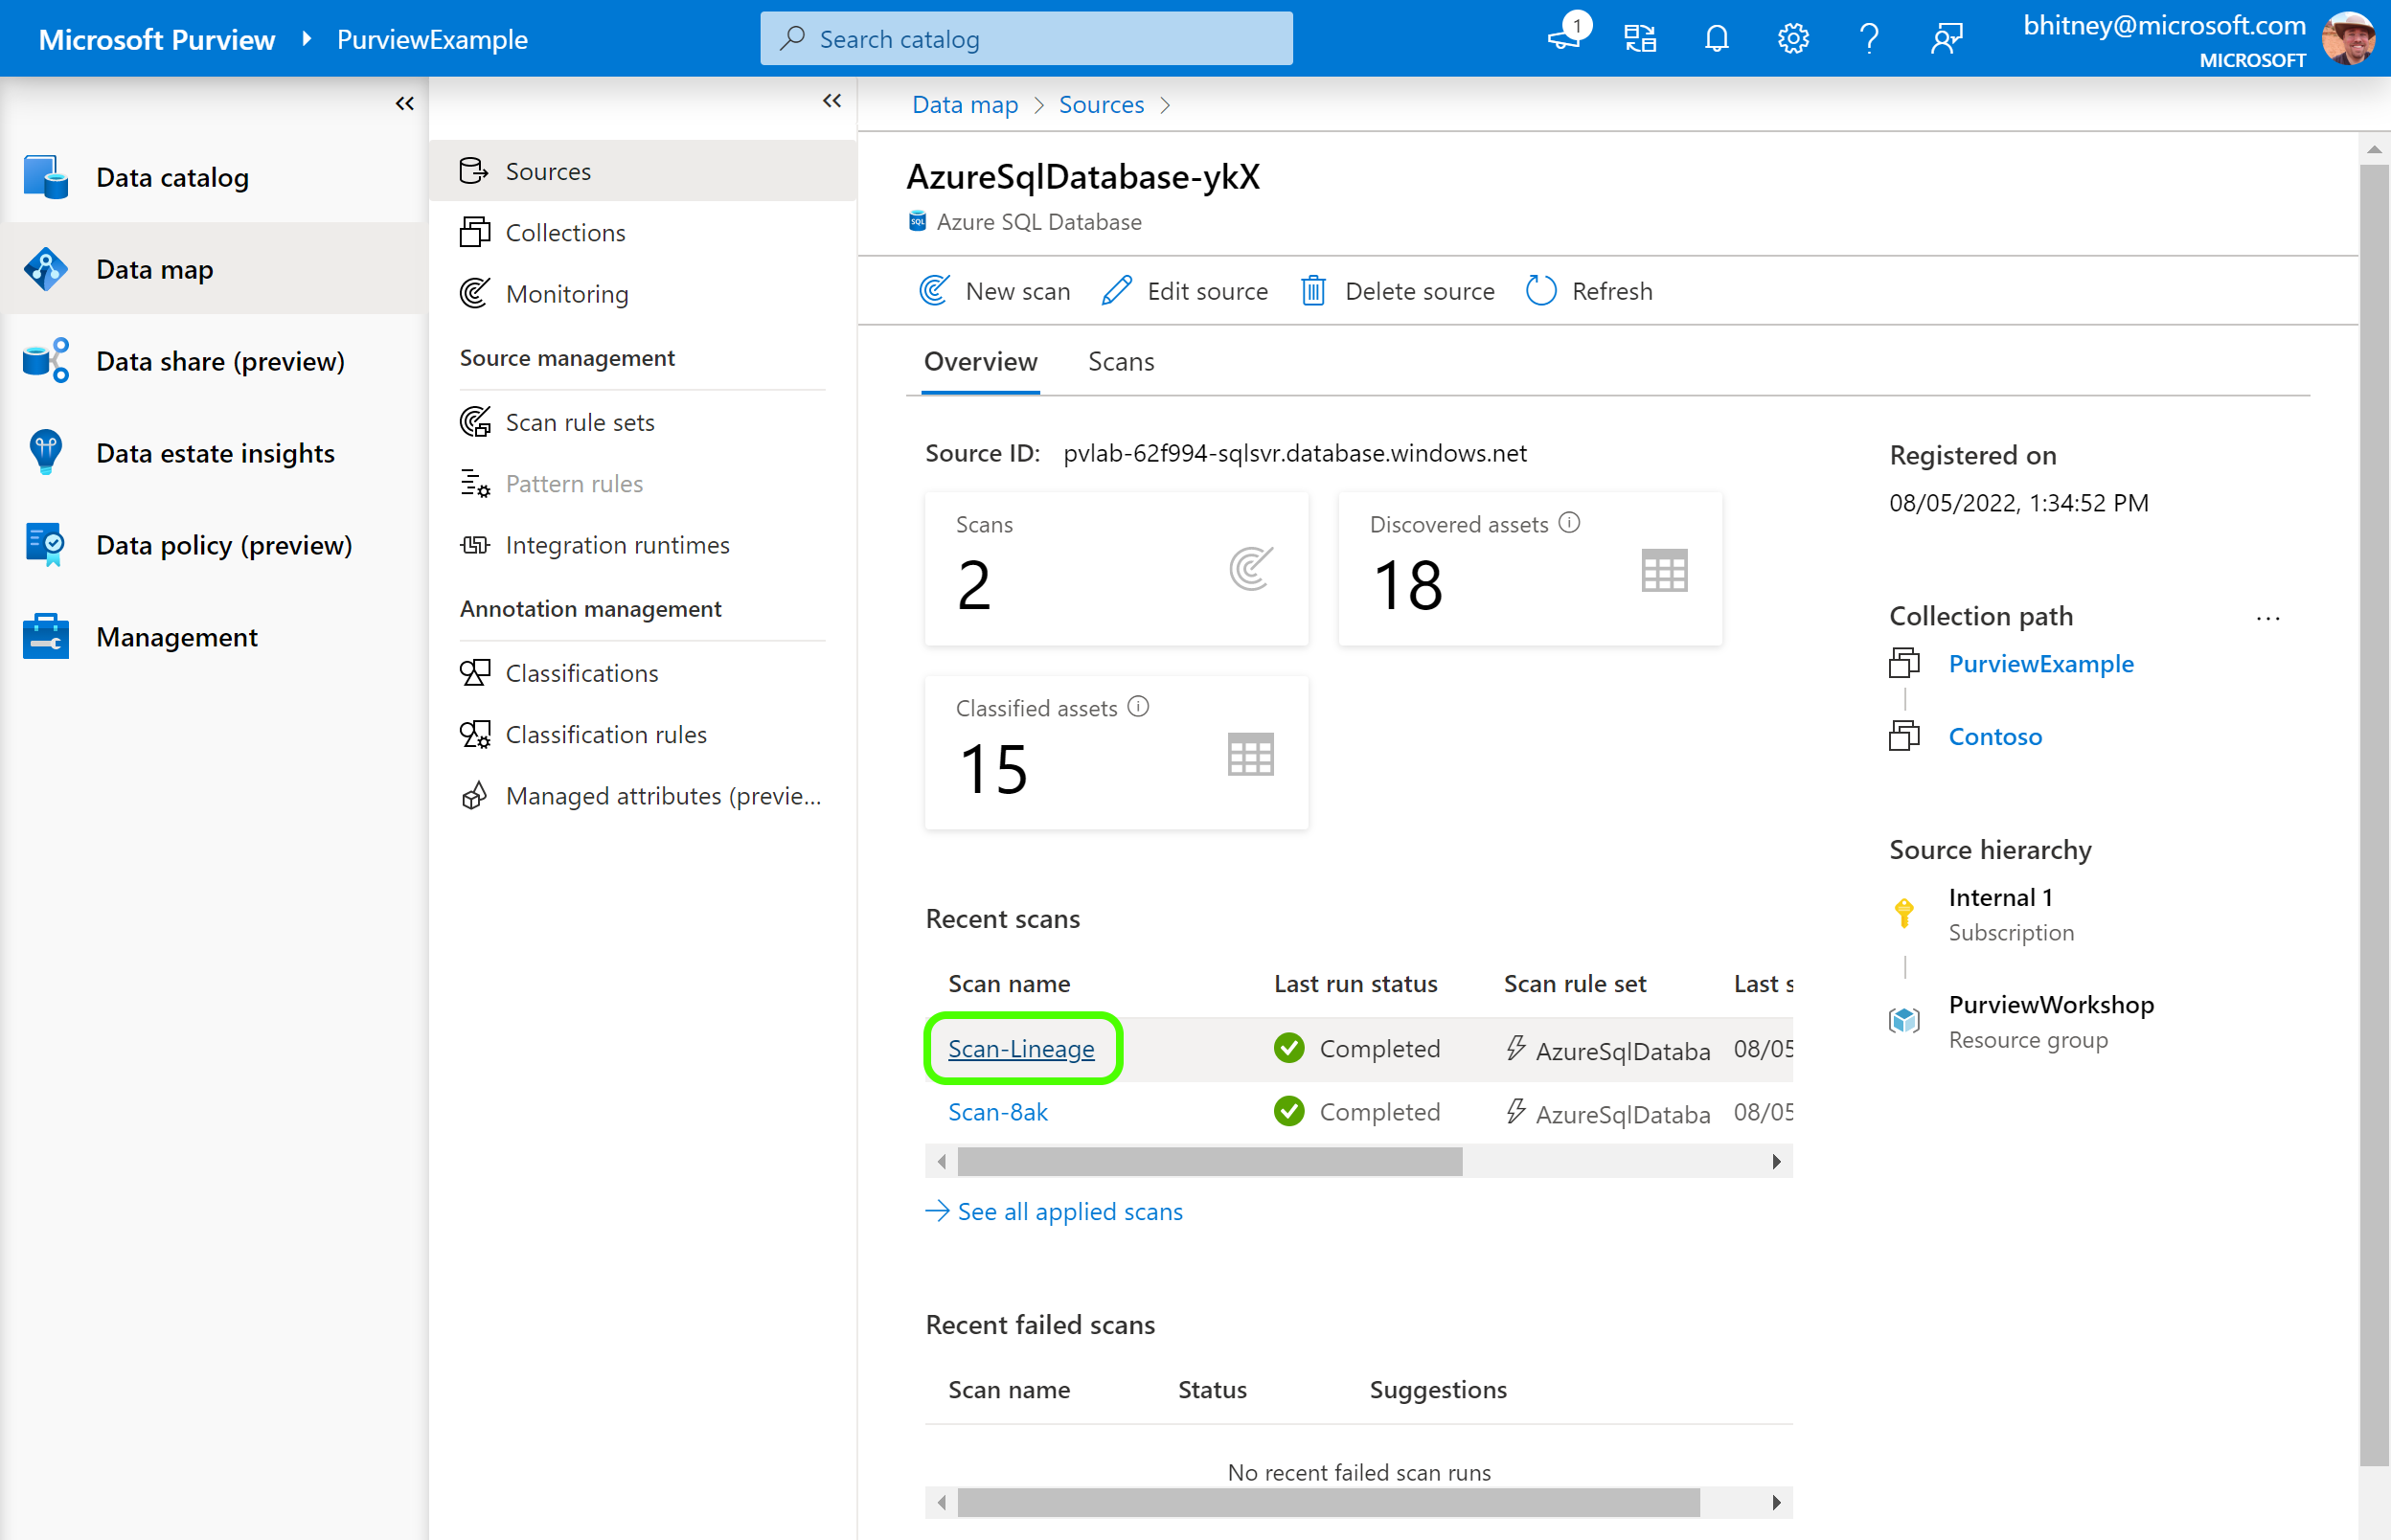 Microsoft Purview PurviewExample
Search catalog
1
bhitney@microsoft.com
MICROSOFT
Data catalog
Data map
Data share (preview)
Data estate insights
Data policy (preview)
Management
Sources
Collections
Monitoring
Source management
Scan rule sets
Pattern rules
Integration runtimes
Annotation management
Classifications
Classification rules
Managed attributes (previe...
Data map > Sources >
AzureSqlDatabase-ykX
SQL Azure SQL Database
New scan Edit source Delete source Refresh
Overview Scans
Source ID: pvlab-62f994-sqlsvr.database.windows.net
Scans
2
Discovered assets
18
Classified assets
15
Recent scans
Scan name Last run status Scan rule set Last s
Scan-Lineage Completed AzureSqlDataba 08/05
Scan-8ak Completed AzureSqlDataba 08/05
See all applied scans
Recent failed scans
Scan name Status Suggestions
No recent failed scan runs
Registered on
08/05/2022, 1:34:52 PM
Collection path ...
PurviewExample
Contoso
Source hierarchy
Internal 1
Subscription
PurviewWorkshop
Resource group